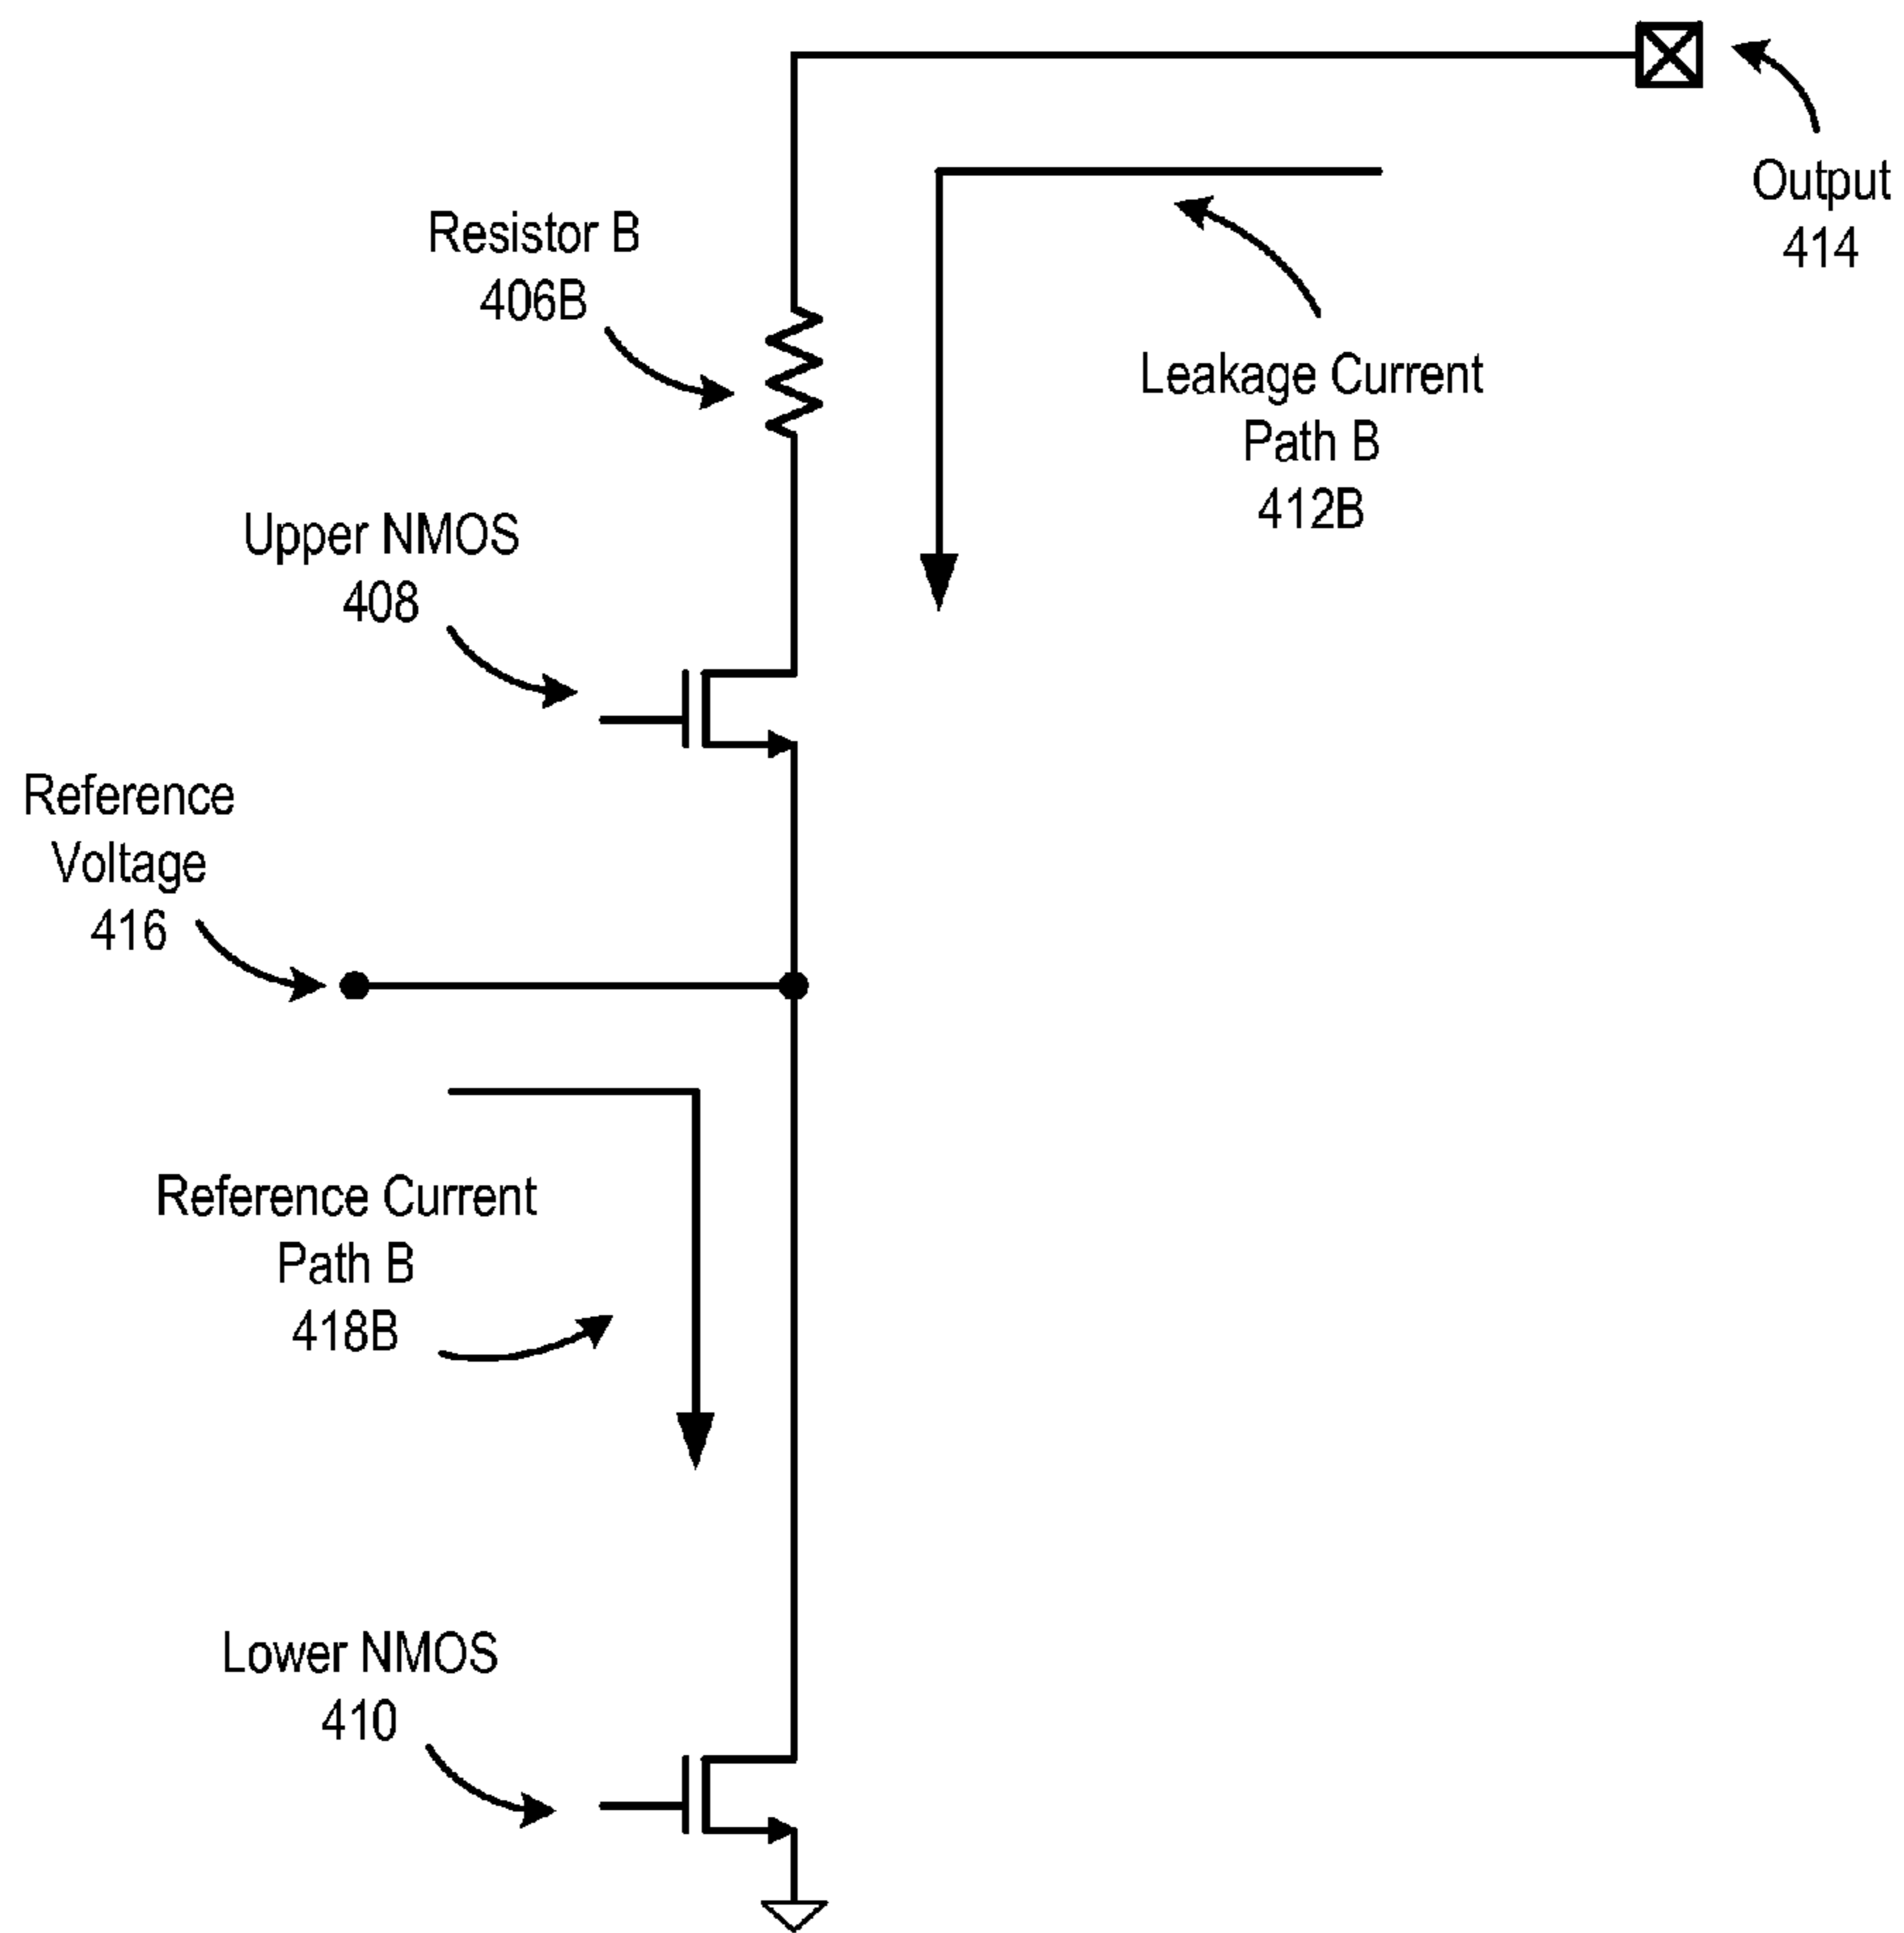 Output
414
Resistor B
406B
Leakage Current
Path B
412B
Upper NMOS
408
Reference
Voltage
416
Reference Current
Path B
418B
Lower NMOS
410